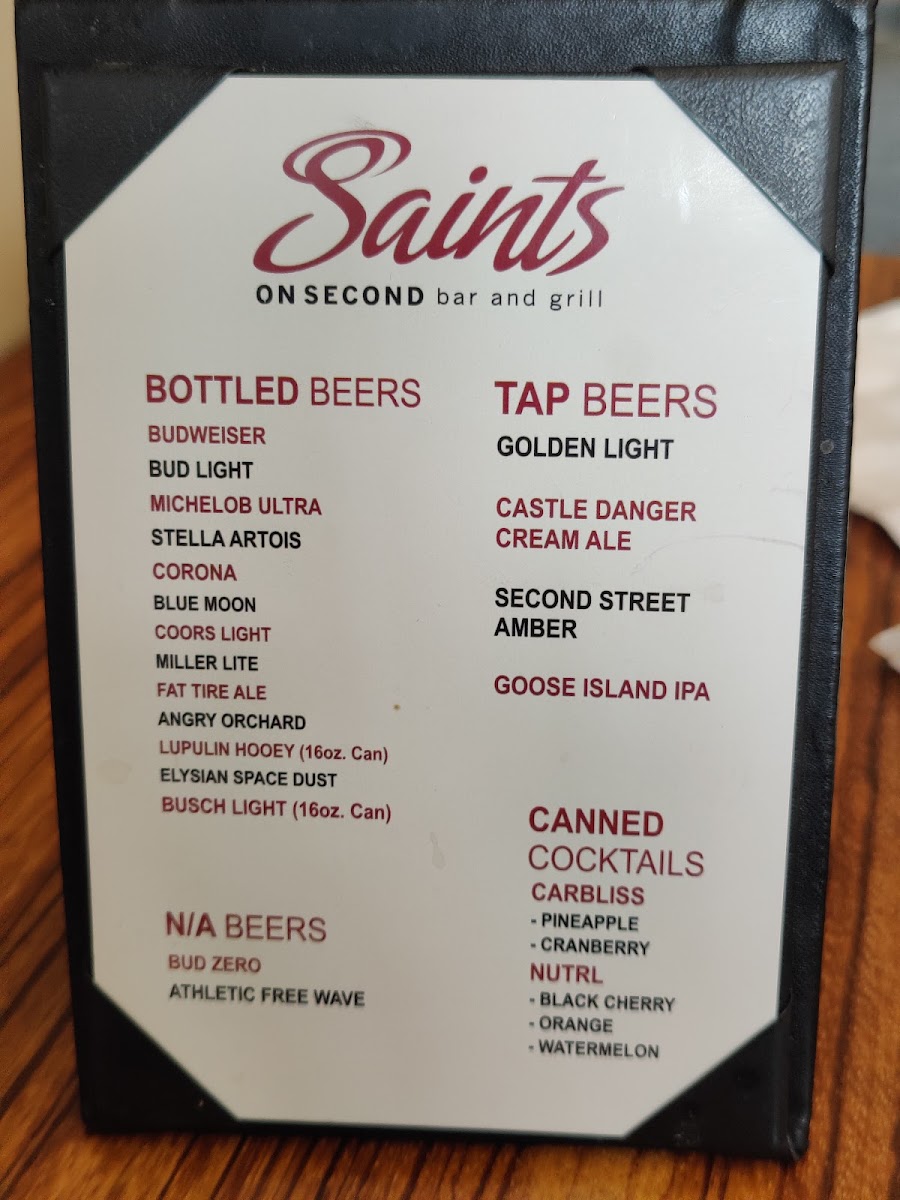 Saints
ON SECOND bar and grill
BOTTLED BEERS
BUDWEISER
BUD LIGHT
MICHELOB ULTRA
STELLA ARTOIS
CORONA
BLUE MOON
COORS LIGHT
MILLER LITE
FAT TIRE ALE
ANGRY ORCHARD
LUPULIN HOOEY (16oz. Can)
ELYSIAN SPACE DUST
BUSCH LIGHT (16oz. Can)
N/A BEERS
BUD ZERO
ATHLETIC FREE WAVE
TAP BEERS
GOLDEN LIGHT
CASTLE DANGER
CREAM ALE
SECOND STREET
AMBER
GOOSE ISLAND IPA
CANNED
COCKTAILS
CARBLISS
- PINEAPPLE
- CRANBERRY
NUTRL
- BLACK CHERRY
- ORANGE
- WATERMELON